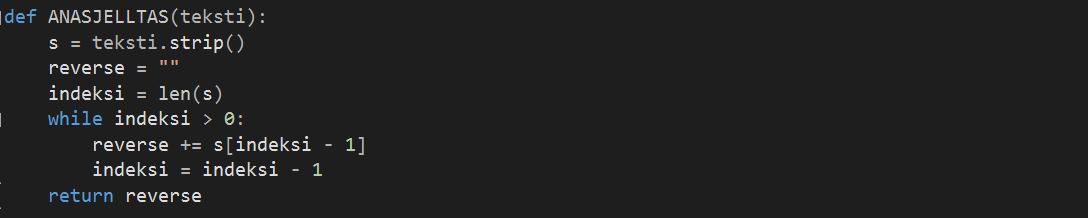 def ANASJELLTAS(teksti):
    s = teksti.strip()
    reverse = ""
    indeksi = len(s)
    while indeksi > 0:
        reverse += s[indeksi - 1]
        indeksi = indeksi - 1
    return reverse